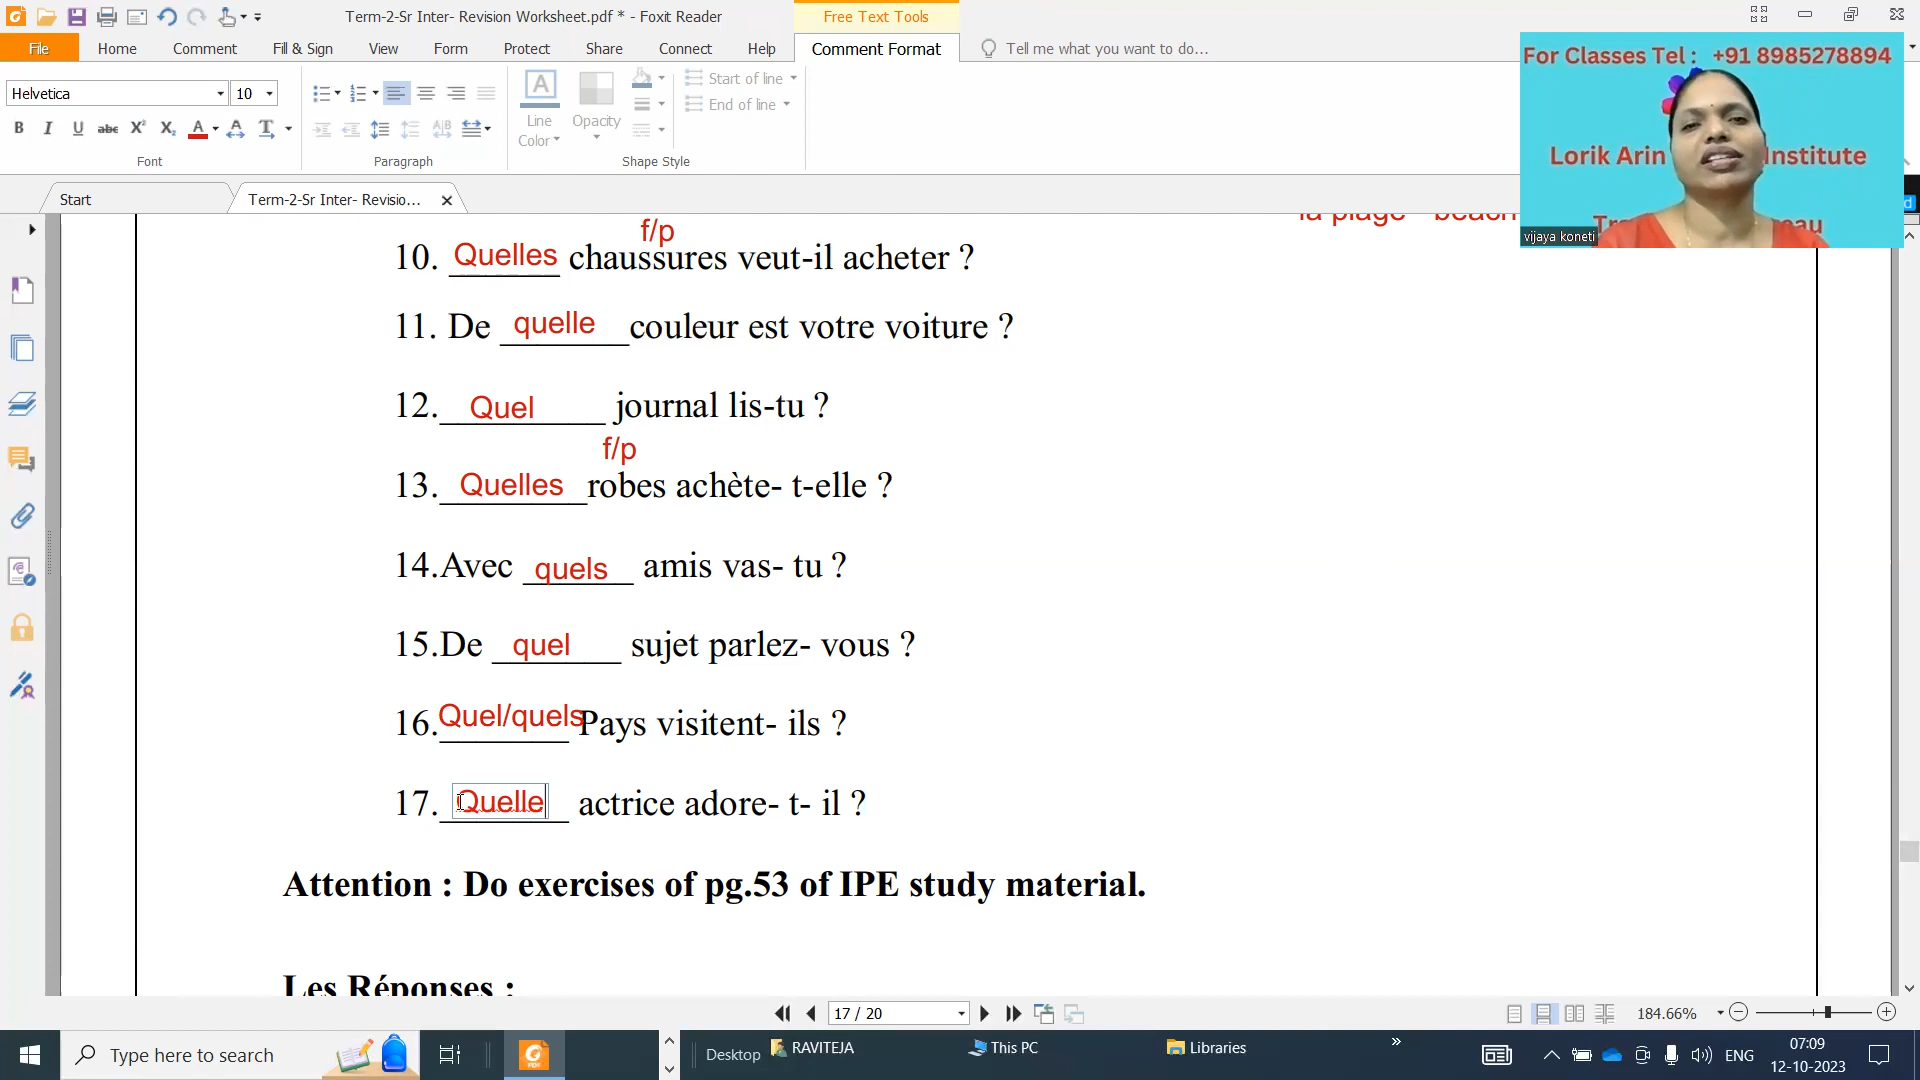 Term-2-Sr Inter- Revision Worksheet.pdf * - Foxit Reader
Free Text Tools
File Home Comment Fill & Sign View Form Protect Share Connect Help Comment Format Tell me what you want to do...
Helvetica 10
Start of line
End of line
B I U abc X² X₂ A
Line Color
Opacity
Font Paragraph Shape Style
For Classes Tel : +91 8985278894
Lorik Arin Institute
vijaya koneti
Start Term-2-Sr Inter- Revisio...
la plage beach
f/p
10. Quelles chaussures veut-il acheter ?
11. De quelle couleur est votre voiture ?
12. Quel journal lis-tu ?
f/p
13. Quelles robes achète- t-elle ?
14.Avec quels amis vas- tu ?
15.De quel sujet parlez- vous ?
16. Quel/quels Pays visitent- ils ?
17. Quelle actrice adore- t- il ?
Attention : Do exercises of pg.53 of IPE study material.
Les Réponses :
17 / 20
184.66%
Type here to search
Desktop RAVITEJA This PC Libraries
ENG
07:09
12-10-2023